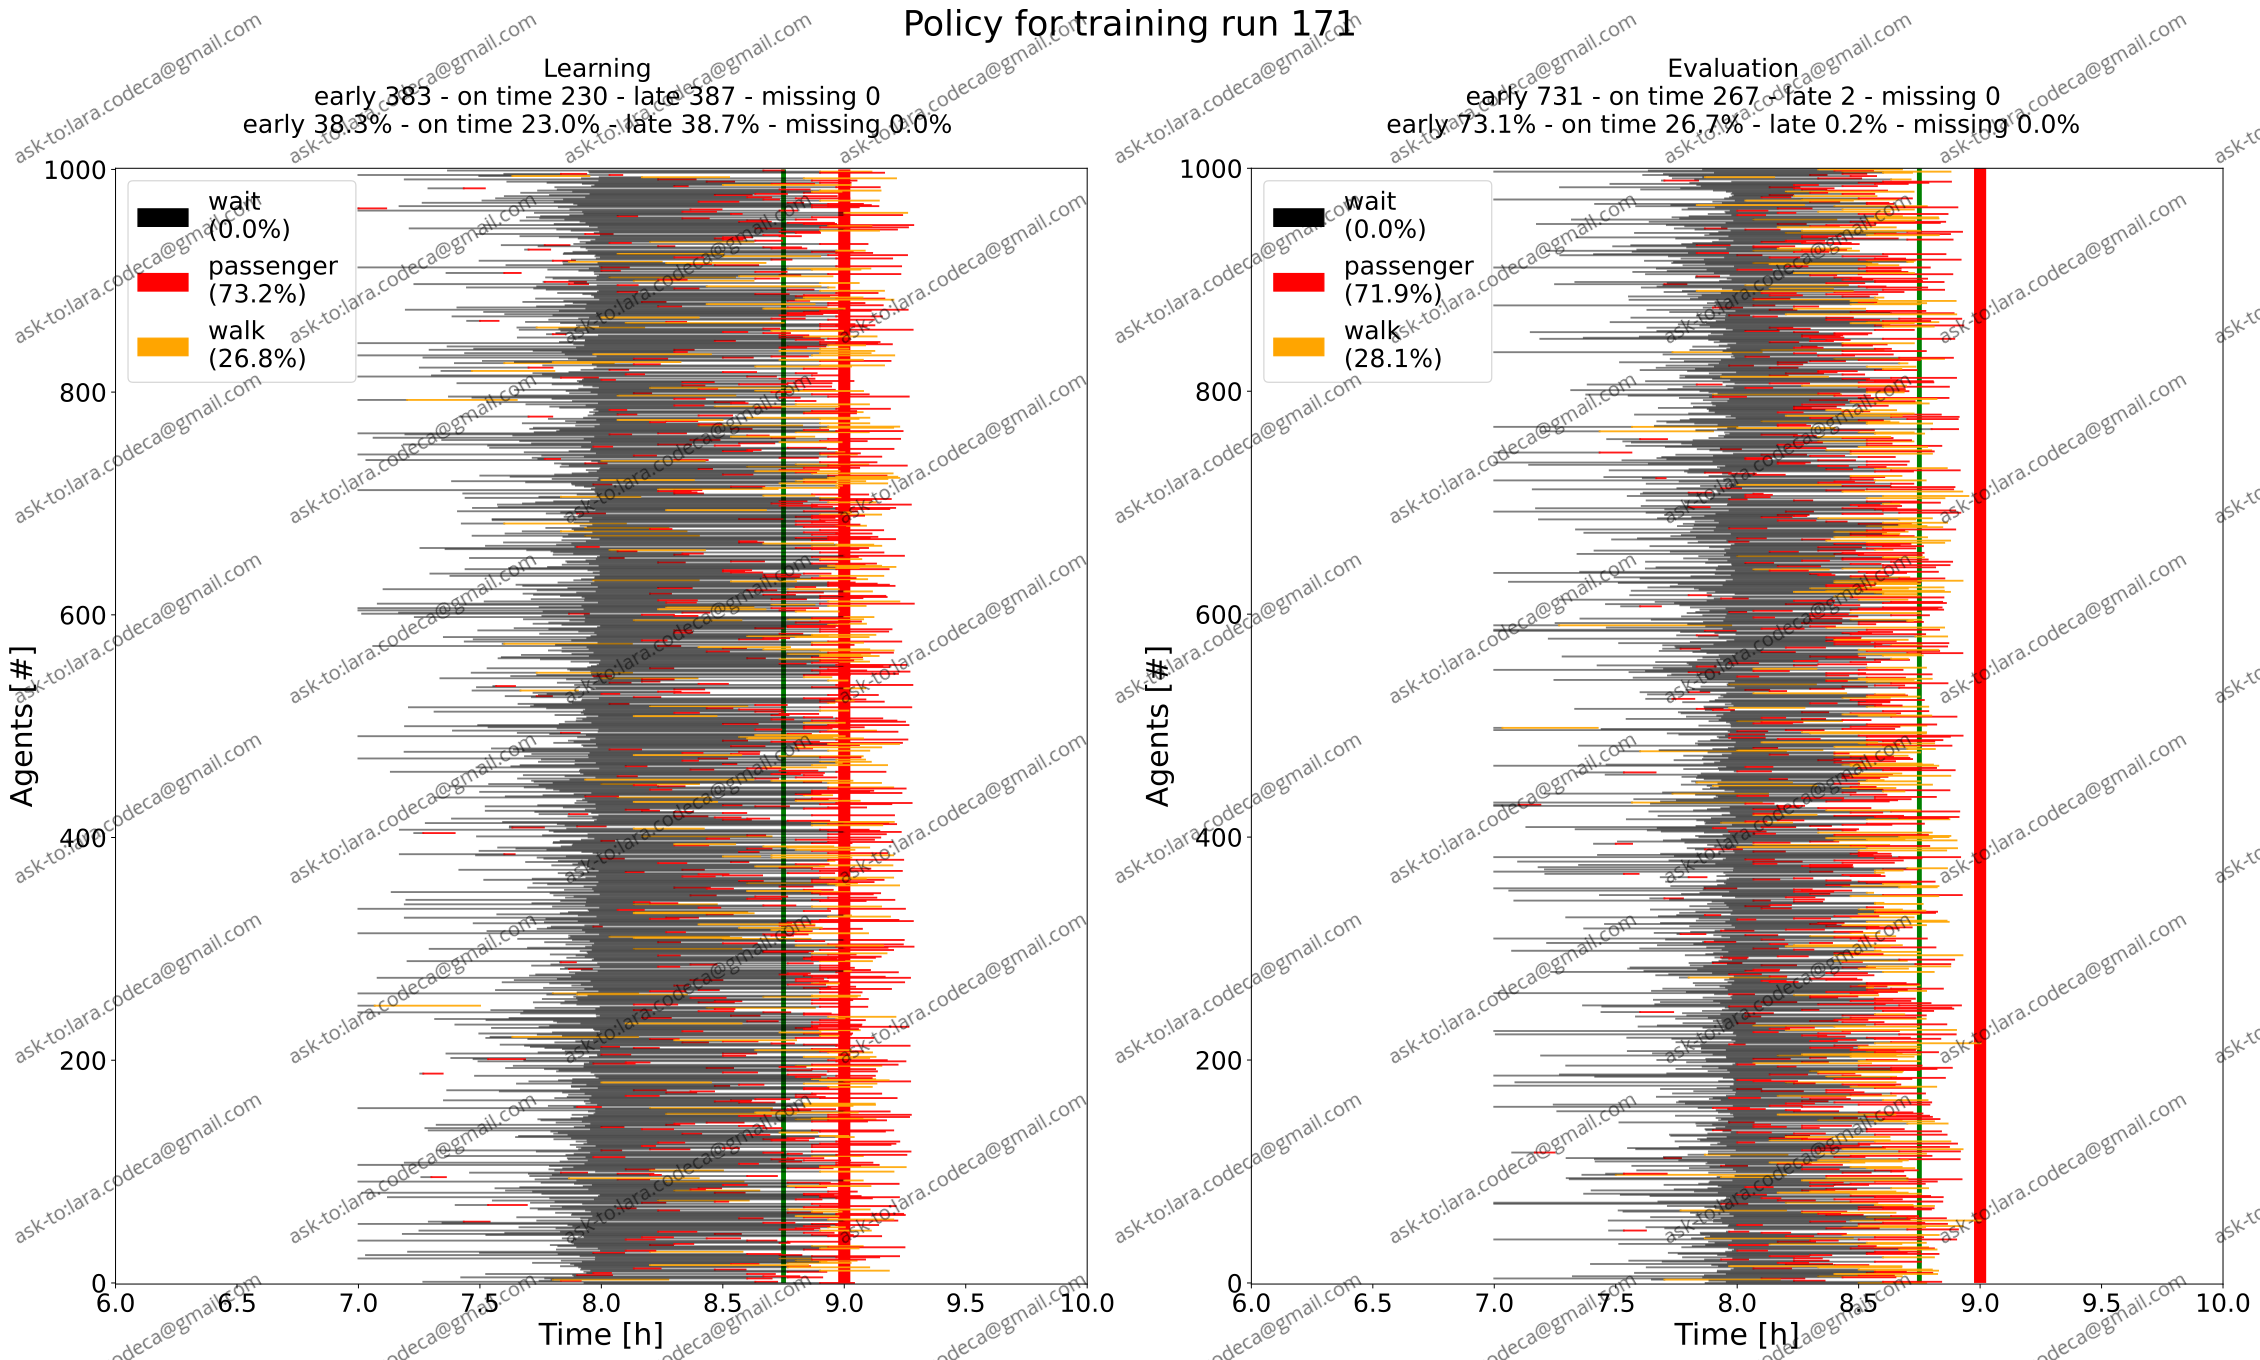 Policy for training run 171
Learning
early 383 - on time 230 - late 387 - missing 0
early 38.3% - on time 23.0% - late 38.7% - missing 0.0%
wait
(0.0%)
passenger
(73.2%)
walk
(26.8%)
Agents [#]
1000
800
600
400
200
0
6.0 6.5 7.0 7.5 8.0 8.5 9.0 9.5 10.0
Time [h]
Evaluation
early 731 - on time 267 - late 2 - missing 0
early 73.1% - on time 26.7% - late 0.2% - missing 0.0%
wait
(0.0%)
passenger
(71.9%)
walk
(28.1%)
Agents [#]
1000
800
600
400
200
0
6.0 6.5 7.0 7.5 8.0 8.5 9.0 9.5 10.0
Time [h]
ask-to:lara.codeca@gmail.com